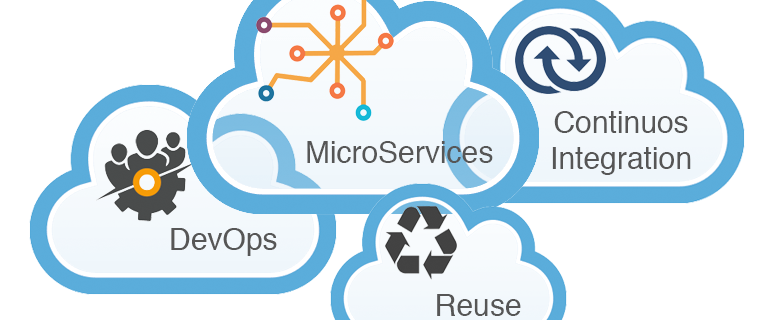 Continuos
Integration
MicroServices
DevOps
Reuse